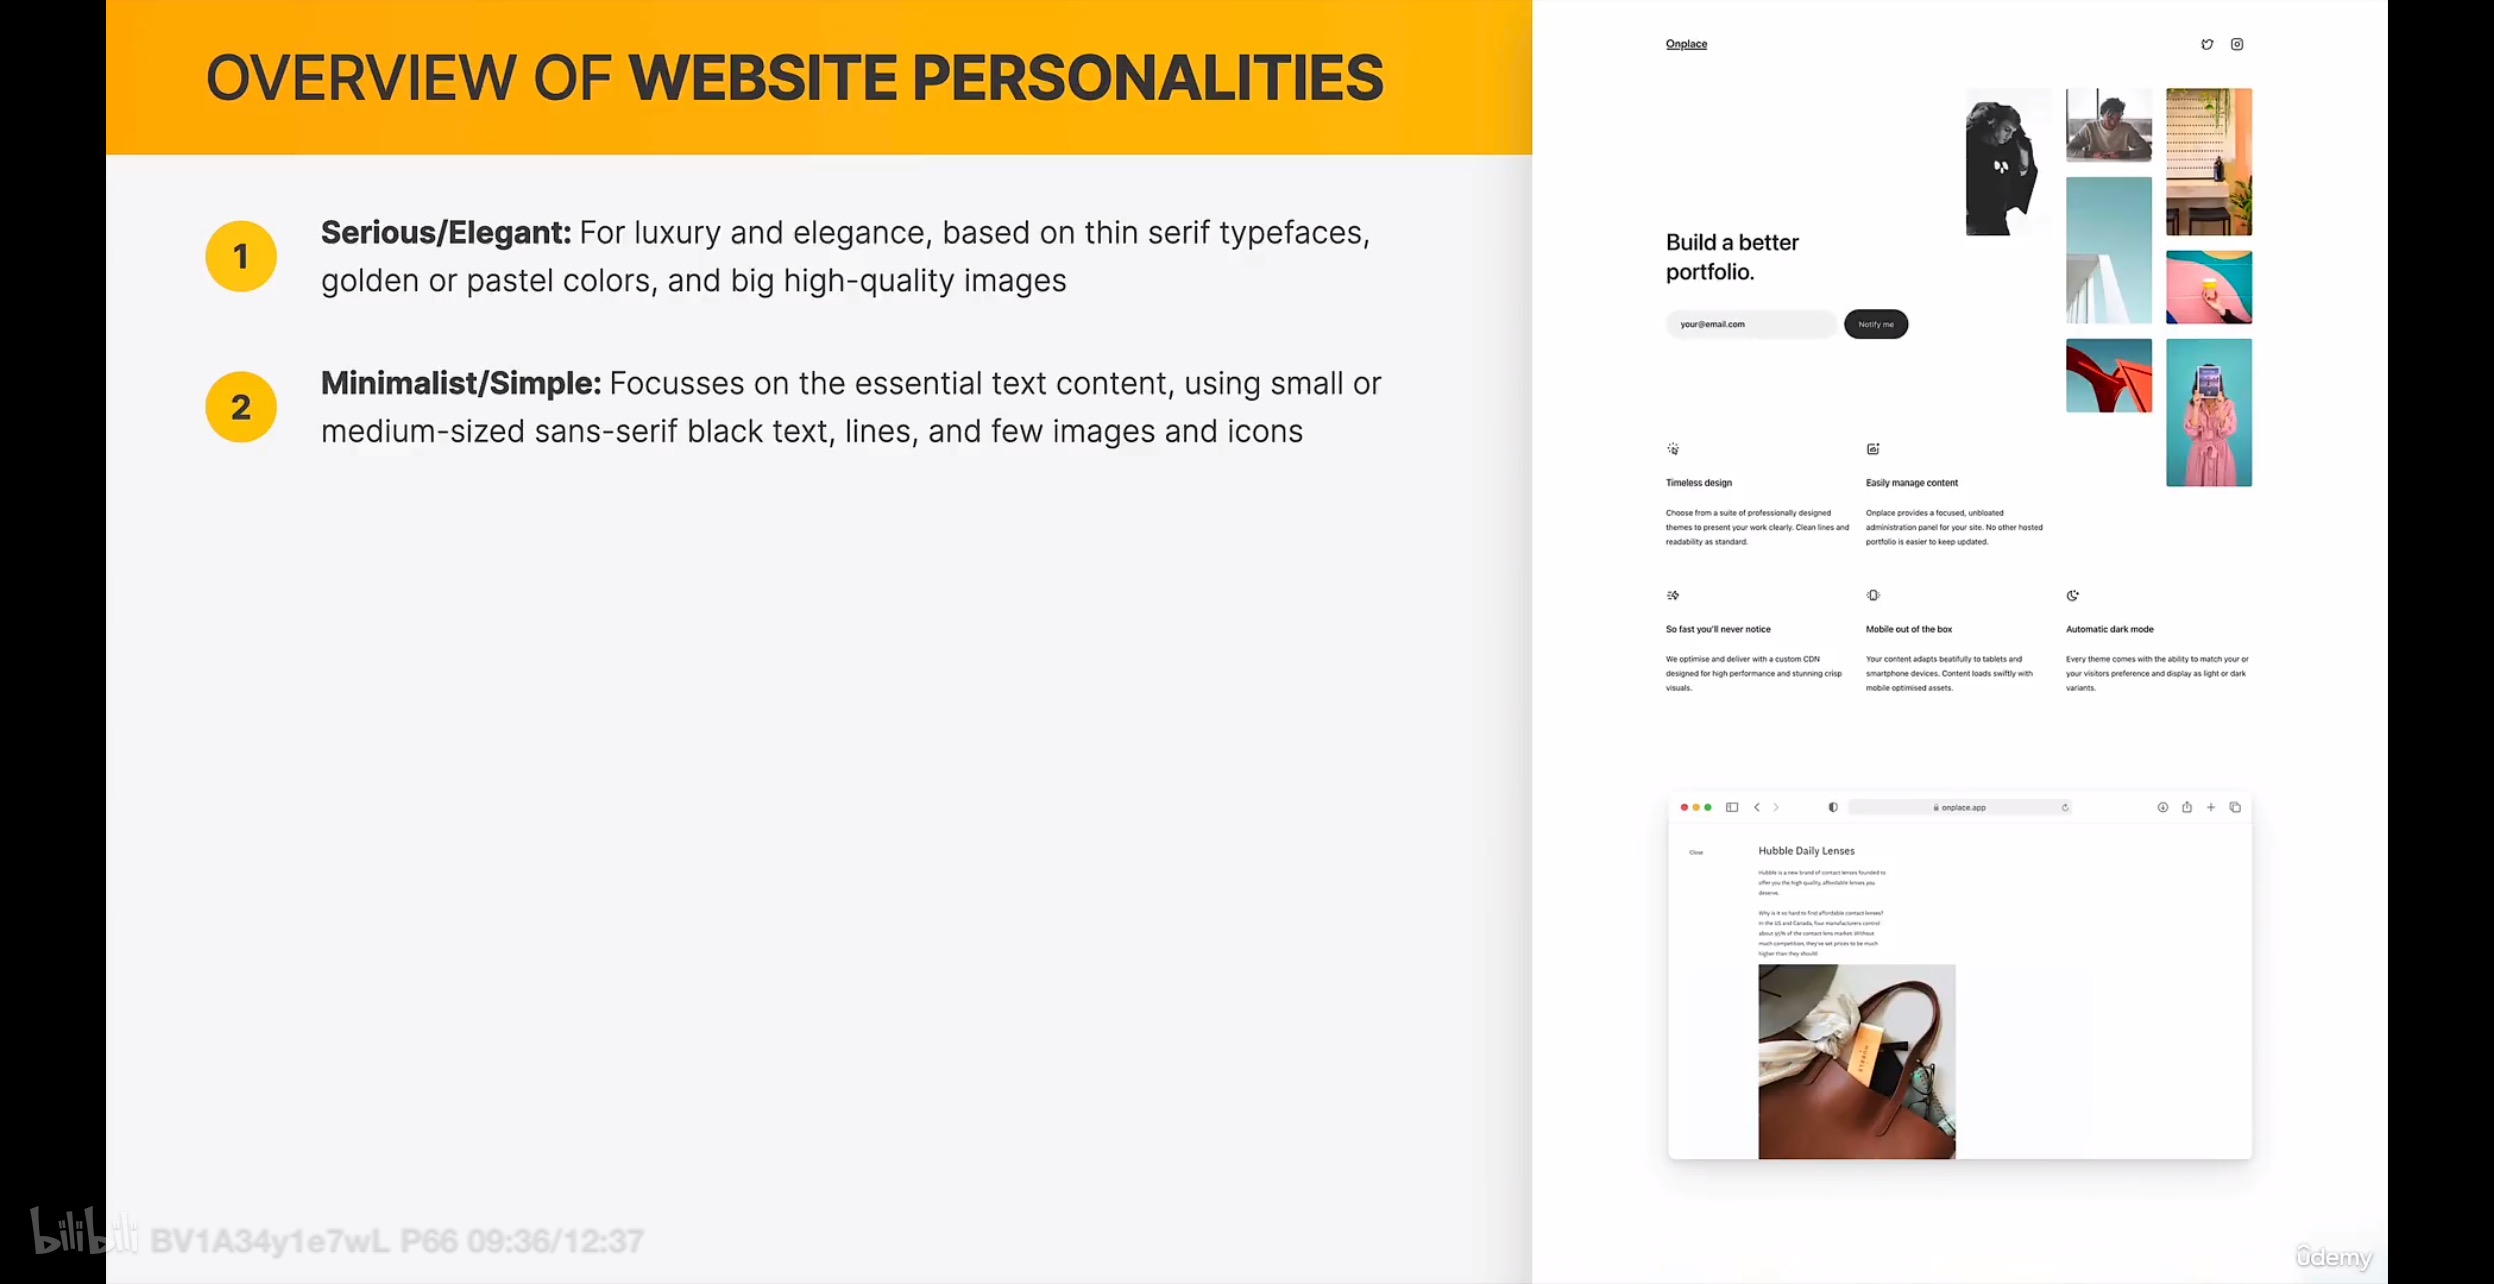 OVERVIEW OF WEBSITE PERSONALITIES
1
Serious/Elegant: For luxury and elegance, based on thin serif typefaces,
golden or pastel colors, and big high-quality images
2
Minimalist/Simple: Focusses on the essential text content, using small or
medium-sized sans-serif black text, lines, and few images and icons
Onplace
Build a better
portfolio.
your@email.com
Notify me
Timeless design
Choose from a suite of professionally designed
themes to present your work clearly. Clean lines and
readability as standard.
Easily manage content
Onplace provides a focused, unbloated
administration panel for your site. No other hosted
portfolio is easier to keep updated.
So fast you'll never notice
We optimise and deliver with a custom CDN
designed for high performance and stunning crisp
visuals.
Mobile out of the box
Your content adapts beatifully to tablets and
smartphone devices. Content loads swiftly with
mobile optimised assets.
Automatic dark mode
Every theme comes with the ability to match your or
your visitors preference and display as light or dark
variants.
onplace.app
Close
Hubble Daily Lenses
Hubble is a new brand of contact lenses founded to
offer you the high quality, affordable lenses you
deserve.
Why is it so hard to find affordable contact lenses?
In the US and Canada, four manufacturers control
about 95% of the contact lens market. Without
much competition, they've set prices to be much
higher than they should
HUBBLE
bilibili BV1A34y1e7wL P66 09:36/12:37
ûdemy